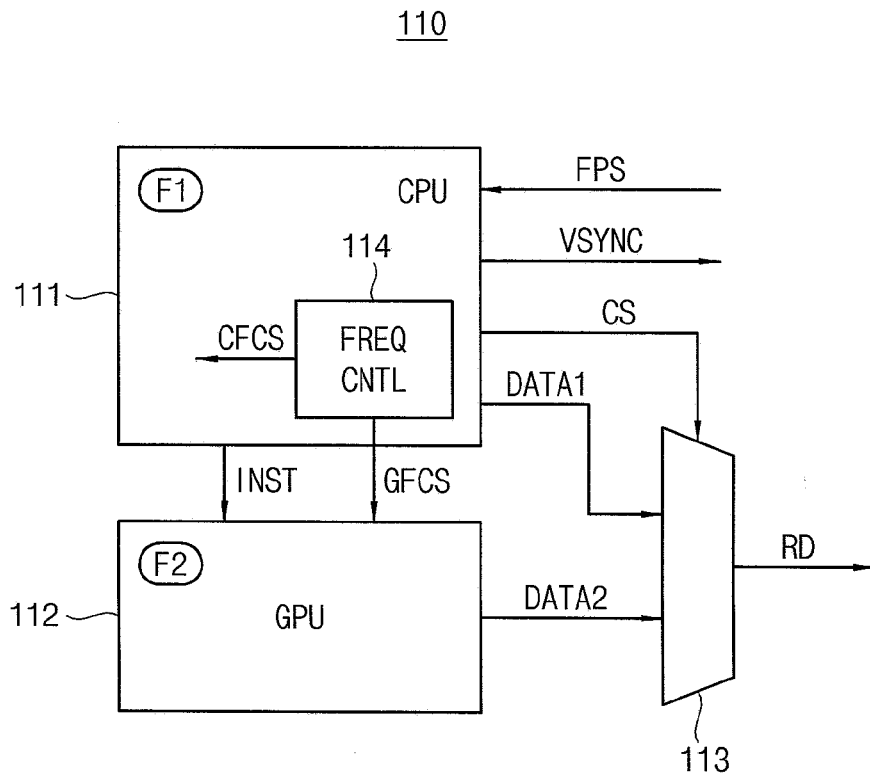 110
F1
CPU
FPS
VSYNC
114
111
CFCS
FREQ
CNTL
CS
DATA1
INST
GFCS
F2
GPU
112
DATA2
RD
113